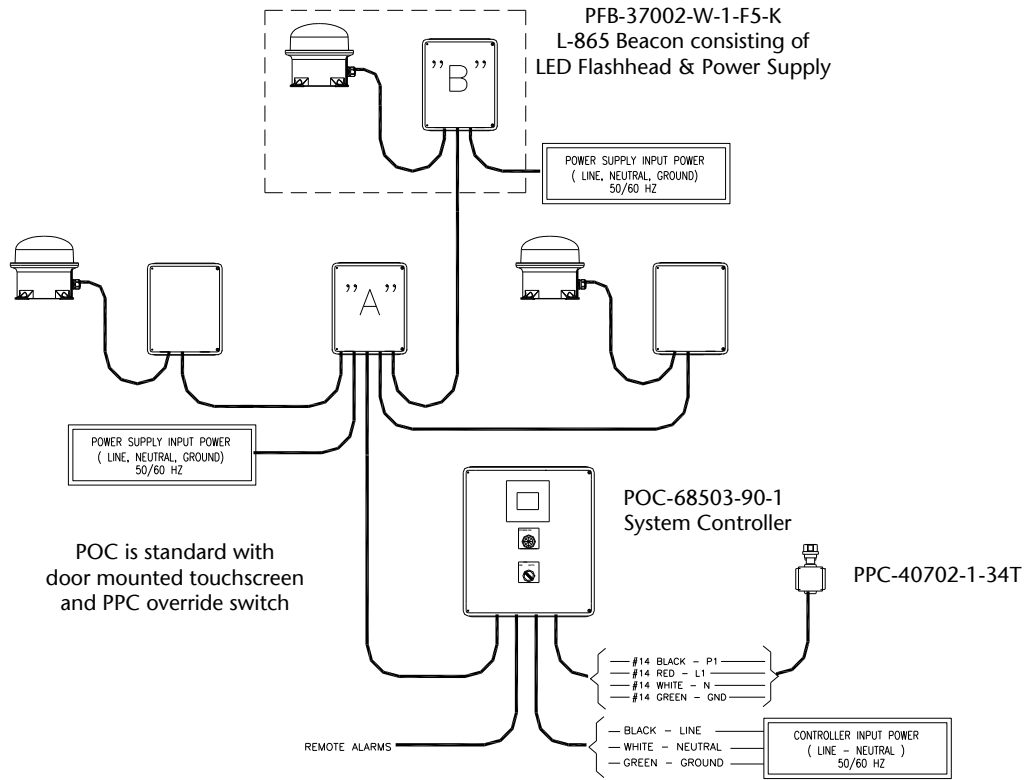 PFB-37002-W-1-F5-K
L-865 Beacon consisting of
LED Flashhead & Power Supply
"B"
POWER SUPPLY INPUT POWER
( LINE, NEUTRAL, GROUND)
50/60 HZ
"A"
POWER SUPPLY INPUT POWER
( LINE, NEUTRAL, GROUND)
50/60 HZ
POC-68503-90-1
System Controller
POC is standard with
door mounted touchscreen
and PPC override switch
PPC-40702-1-34T
#14 BLACK - P1
#14 RED - L1
#14 WHITE - N
#14 GREEN - GND
REMOTE ALARMS
BLACK - LINE
WHITE - NEUTRAL
GREEN - GROUND
CONTROLLER INPUT POWER
( LINE - NEUTRAL )
50/60 HZ